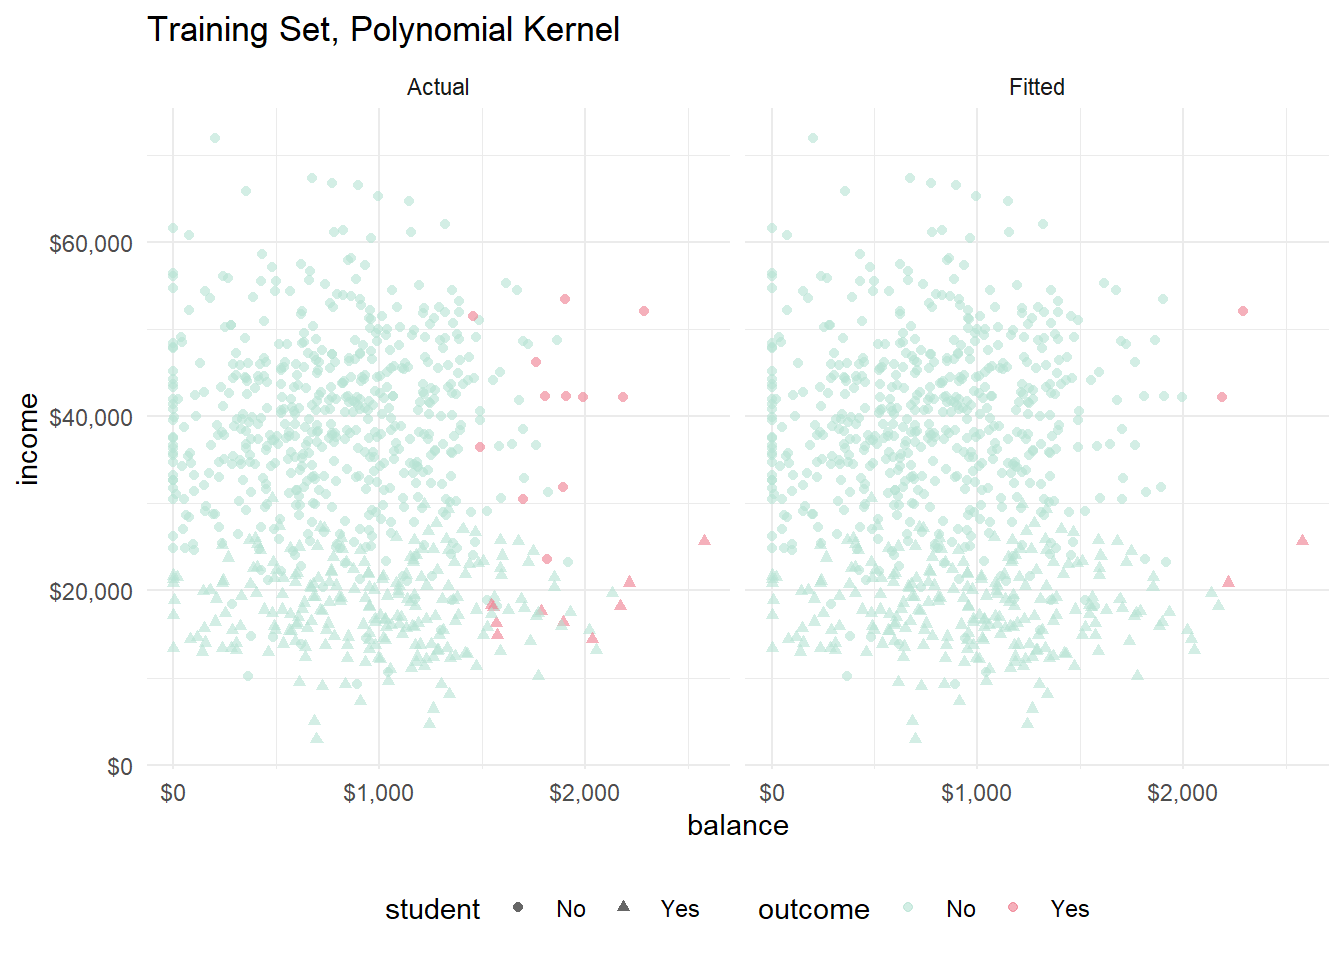 Training Set, Polynomial Kernel
Actual Fitted
$60,000
$40,000
$20,000
$0
income
$0 $1,000 $2,000 $0 $1,000 $2,000
balance
student No Yes outcome No Yes